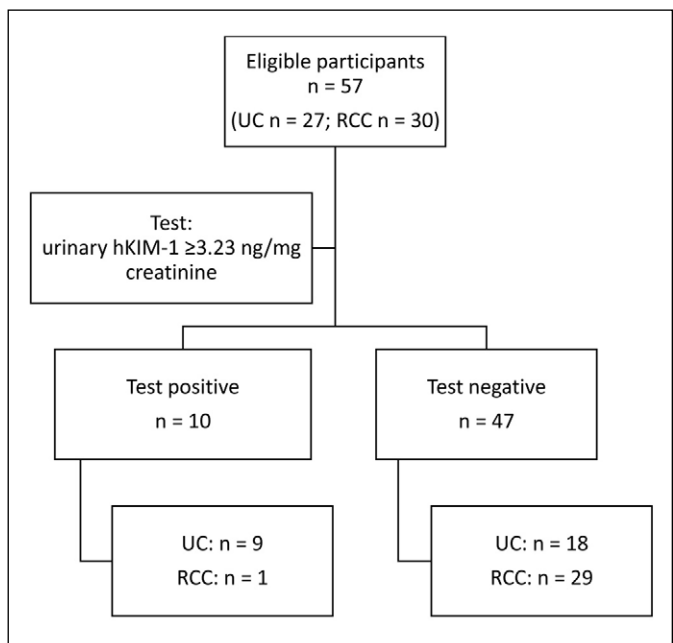 Eligible participants
n = 57
(UC n = 27; RCC n = 30)
Test:
urinary hKIM-1 ≥3.23 ng/mg
creatinine
Test positive
n = 10
Test negative
n = 47
UC: n = 9
RCC: n = 1
UC: n = 18
RCC: n = 29